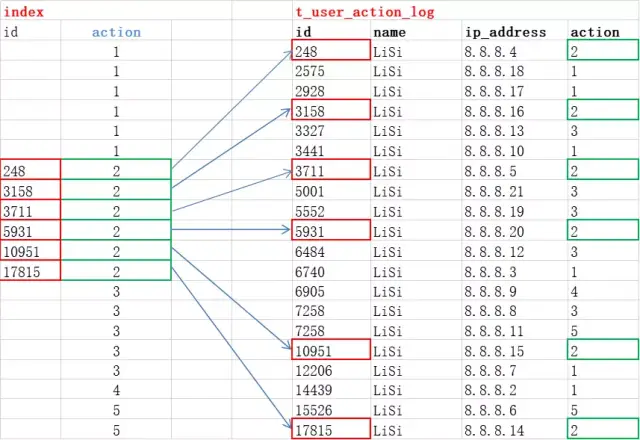 index t_user_action_log
id action id name ip_address action
1 248 LiSi 8.8.8.4 2
1 2575 LiSi 8.8.8.18 1
1 2928 LiSi 8.8.8.17 1
1 3158 LiSi 8.8.8.16 2
1 3327 LiSi 8.8.8.13 3
1 3441 LiSi 8.8.8.10 1
248 2 3711 LiSi 8.8.8.5 2
3158 2 5001 LiSi 8.8.8.21 3
3711 2 5552 LiSi 8.8.8.19 3
5931 2 5931 LiSi 8.8.8.20 2
10951 2 6484 LiSi 8.8.8.12 3
17815 2 6740 LiSi 8.8.8.3 1
3 6905 LiSi 8.8.8.9 4
3 7258 LiSi 8.8.8.8 3
3 7258 LiSi 8.8.8.11 5
3 10951 LiSi 8.8.8.15 2
3 12206 LiSi 8.8.8.7 1
4 14439 LiSi 8.8.8.2 1
5 15526 LiSi 8.8.8.6 5
5 17815 LiSi 8.8.8.14 2